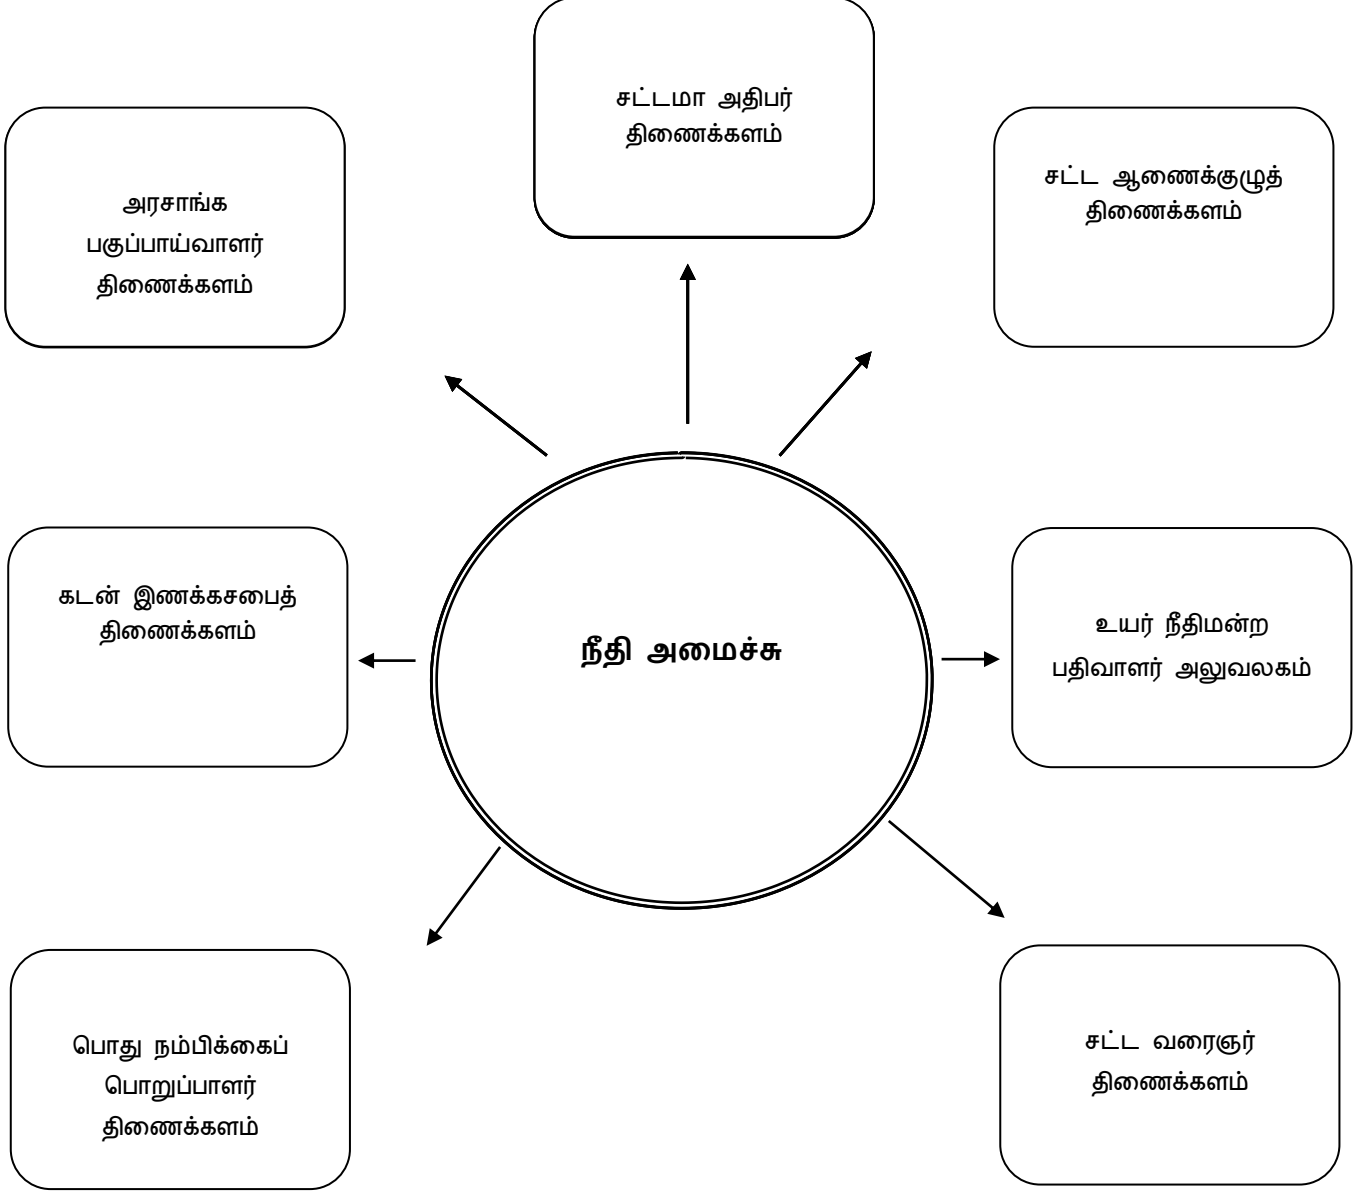 சட்டமா அதிபர்
திணைக்களம்
அரசாங்க
பகுப்பாய்வாளர்
திணைக்களம்
சட்ட ஆணைக்குழுத்
திணைக்களம்
கடன் இணக்கசபைத்
திணைக்களம்
நீதி அமைச்சு
உயர் நீதிமன்ற
பதிவாளர் அலுவலகம்
பொது நம்பிக்கைப்
பொறுப்பாளர்
திணைக்களம்
சட்ட வரைஞர்
திணைக்களம்